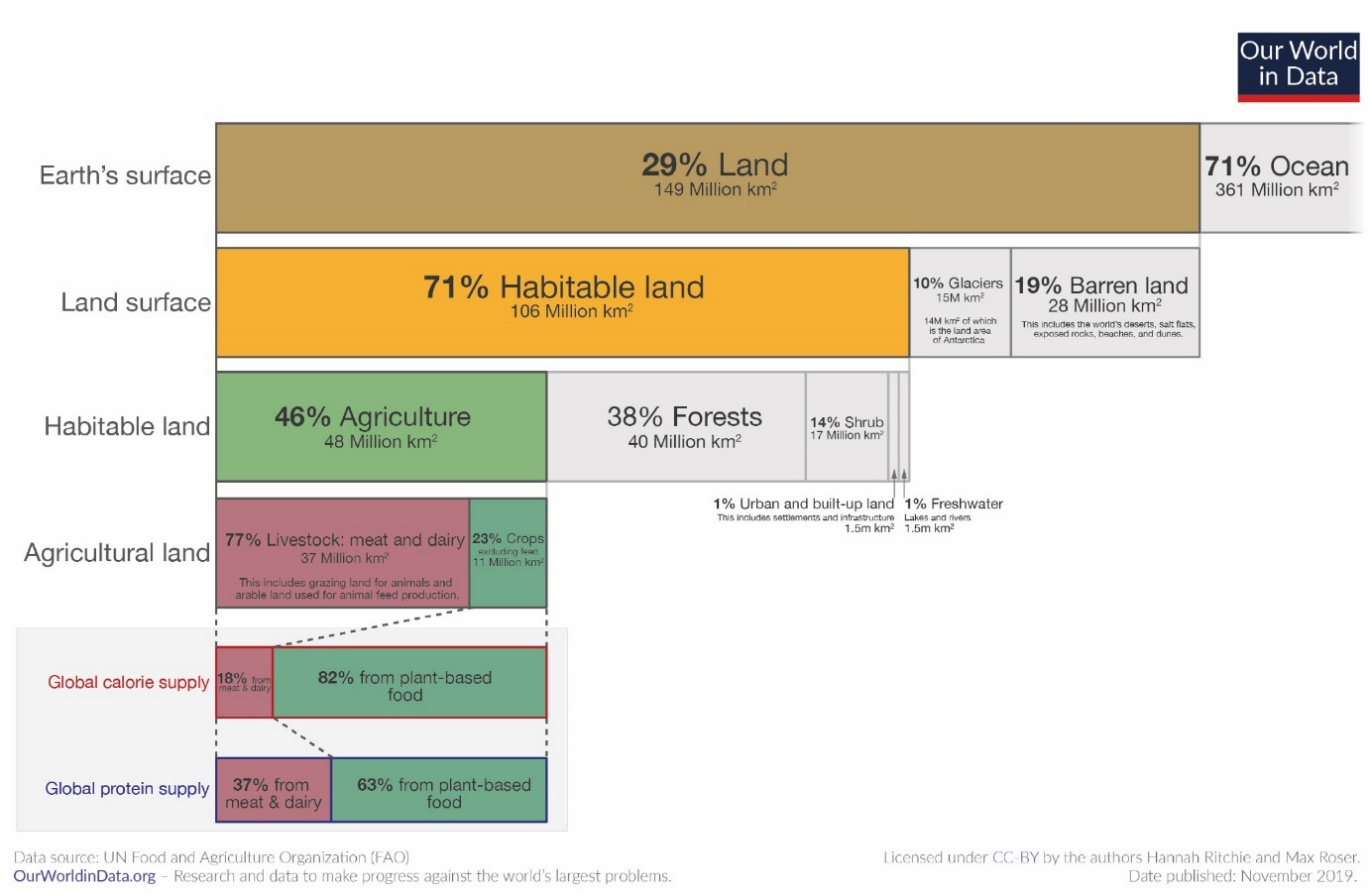 Our World
in Data
Earth's surface
29% Land
149 Million km²
71% Ocean
361 Million km²
Land surface
71% Habitable land
106 Million km²
10% Glaciers
15M km²
14M km² of which
is the land area
of Antarctica
19% Barren land
28 Million km²
This includes the world's deserts, salt flats,
exposed rocks, beaches, and dunes.
Habitable land
46% Agriculture
48 Million km²
38% Forests
40 Million km²
14% Shrub
17 Million km²
1% Urban and built-up land
This includes settlements and infrastructure
1.5m km²
1% Freshwater
Lakes and rivers
1.5m km²
Agricultural land
77% Livestock: meat and dairy
37 Million km²
This includes grazing land for animals and
arable land used for animal feed production.
23% Crops
excluding feed
11 Million km²
Global calorie supply
18% from
meat & dairy
82% from plant-based
food
Global protein supply
37% from
meat & dairy
63% from plant-based
food
Data source: UN Food and Agriculture Organization (FAO)
OurWorldinData.org – Research and data to make progress against the world's largest problems.
Licensed under CC-BY by the authors Hannah Ritchie and Max Roser.
Date published: November 2019.